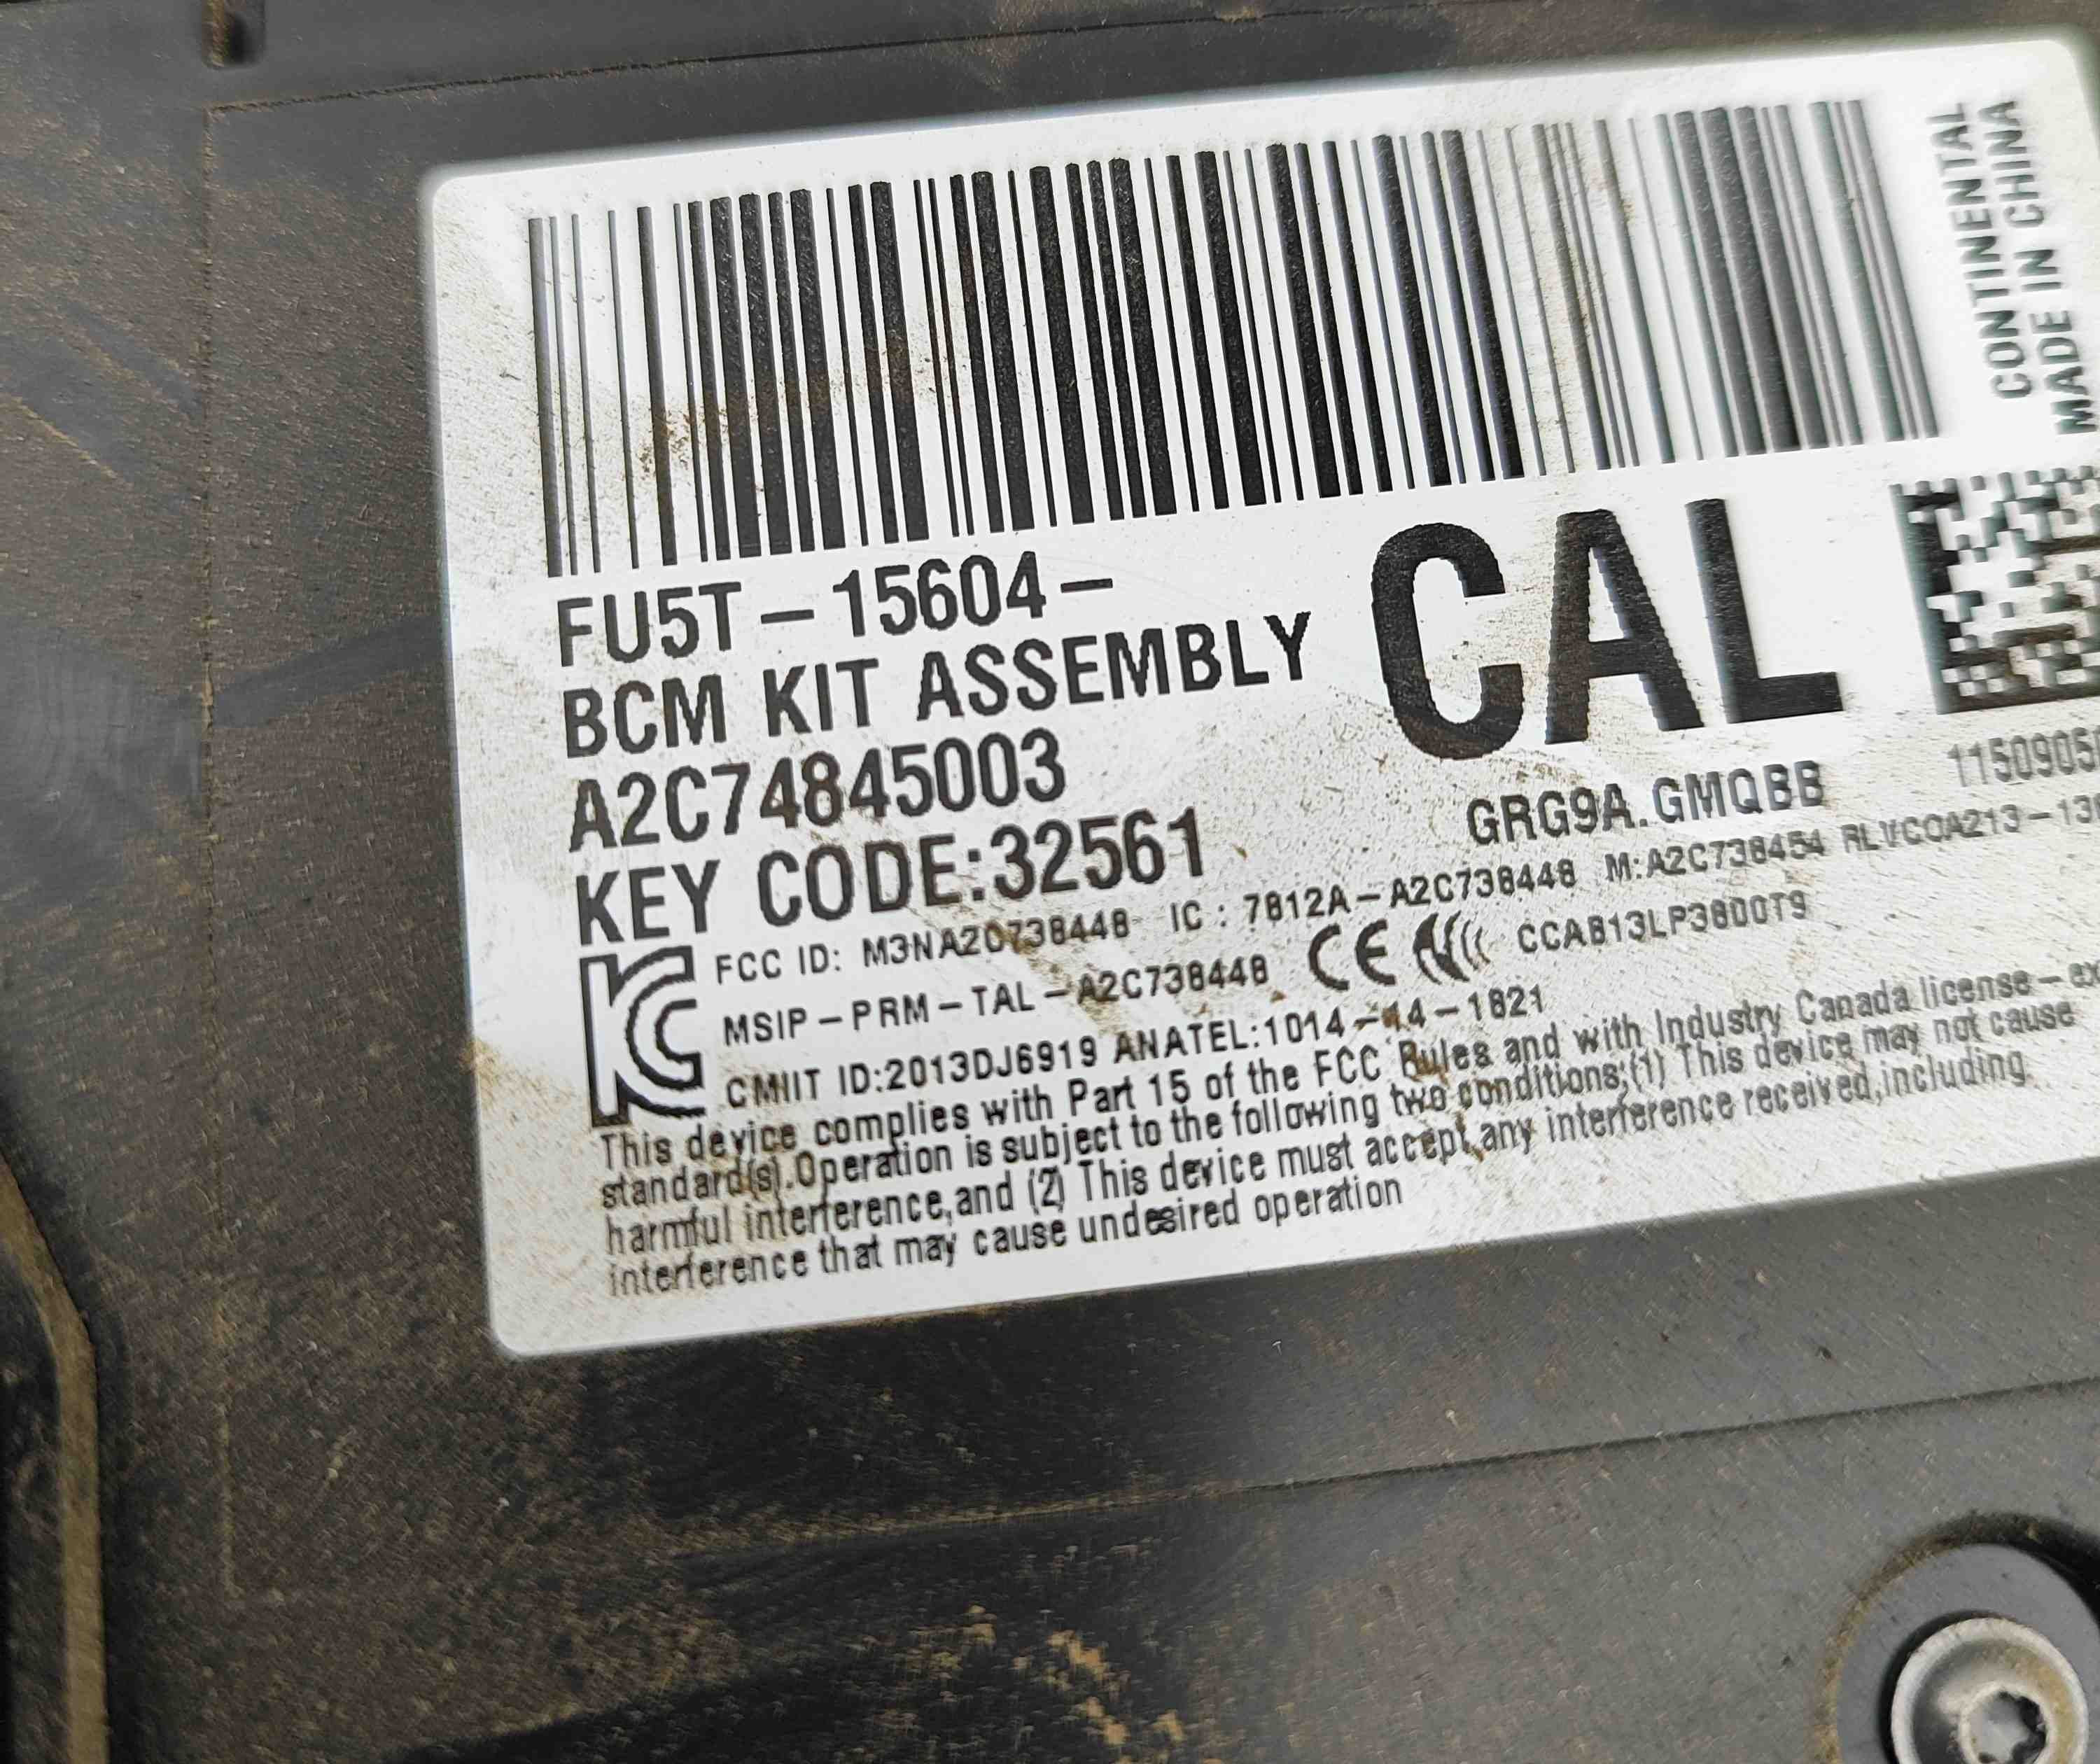 CONTINENTAL
MADE IN CHINA
FU5T-15604-
CAL
BCM KIT ASSEMBLY
A2C74845003
KEY CODE:32561
GRG9A.GMQBB
FCC ID: M3NA2C738448 IC: 7812A-A2C738448 M:A2C738454
MSIP-PRM-TAL-A2C738448 CE CCAB13LP3800T9
CMIIT ID:2013DJ6919 ANATEL:1014-14-1821
This device complies with Part 15 of the FCC Rules and with Industry Canada license-
standard(s).Operation is subject to the following two conditions;(1) This device may not cause
harmful interference,and (2) This device must accept any interference received,including
interference that may cause undesired operation